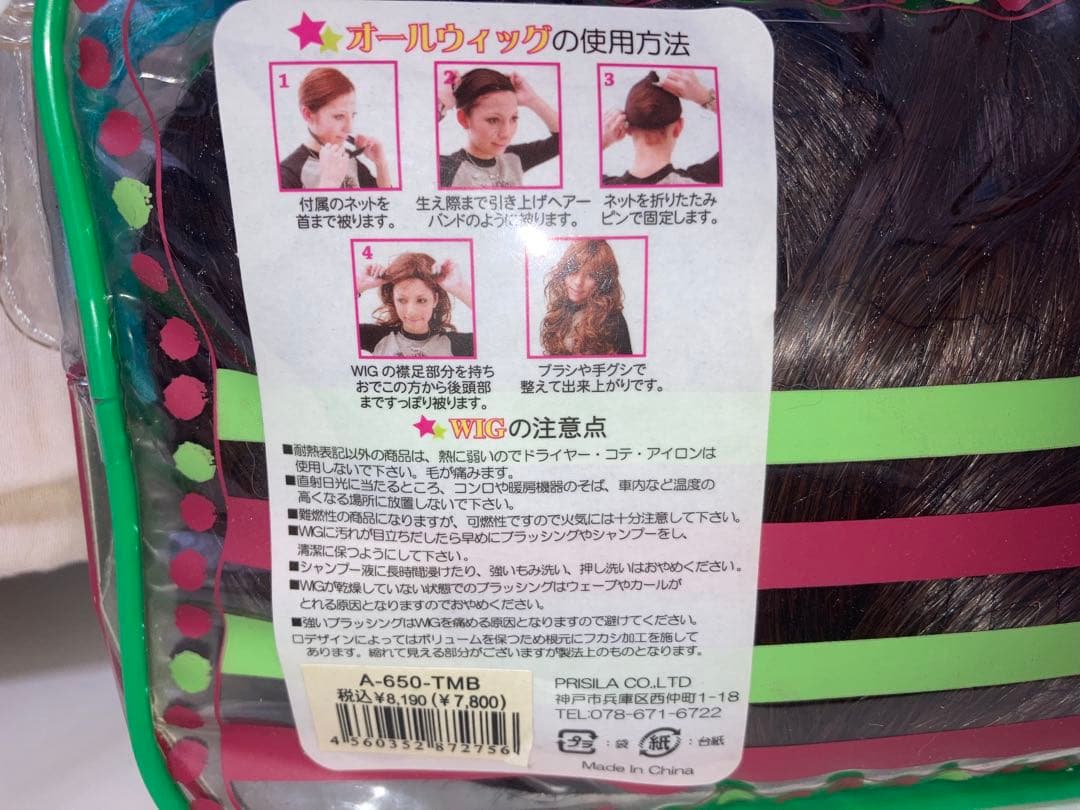 オールウィッグの使用方法
1
2
3
付属のネットを
首まで被ります。
生え際まで引き上げヘアー
バンドのように被ります。
ネットを折りたたみ
ピンで固定します。
4
WIG の襟足部分を持ち
おでこの方から後頭部
まですっぽり被ります。
ブラシや手グシで
整えて出来上がりです。
WIGの注意点
■耐熱表記以外の商品は、熱に弱いのでドライヤー・コテ・アイロンは
使用しないで下さい。毛が痛みます。
■直射日光に当たるところ、コンロや暖房機器のそば、車内など温度の
高くなる場所に放置しないで下さい。
■難燃性の商品になりますが、可燃性ですので火気には十分注意して下さい。
■WIGに汚れが目立ちだしたら早めにブラッシングやシャンプーをし、
清潔に保つようにして下さい。
■シャンプー液に長時間浸けたり、強いもみ洗い、押し洗いはおやめください。
■WIGが乾燥していない状態でのブラッシングはウェーブやカールが
とれる原因となりますのでおやめください。
■強いブラッシングはWIGを痛める原因となりますので避けてください。
□デザインによってはボリュームを保つため根元にフカシ加工を施して
あります。縮れて見える部分がございますが製法上のものとなります。
A-650-TMB
税込¥8,190(¥7,800)
4 560352 872756
PRISILA CO.,LTD
神戸市兵庫区西仲町1-18
TEL:078-671-6722
プラ :袋 紙 :台紙
Made In China